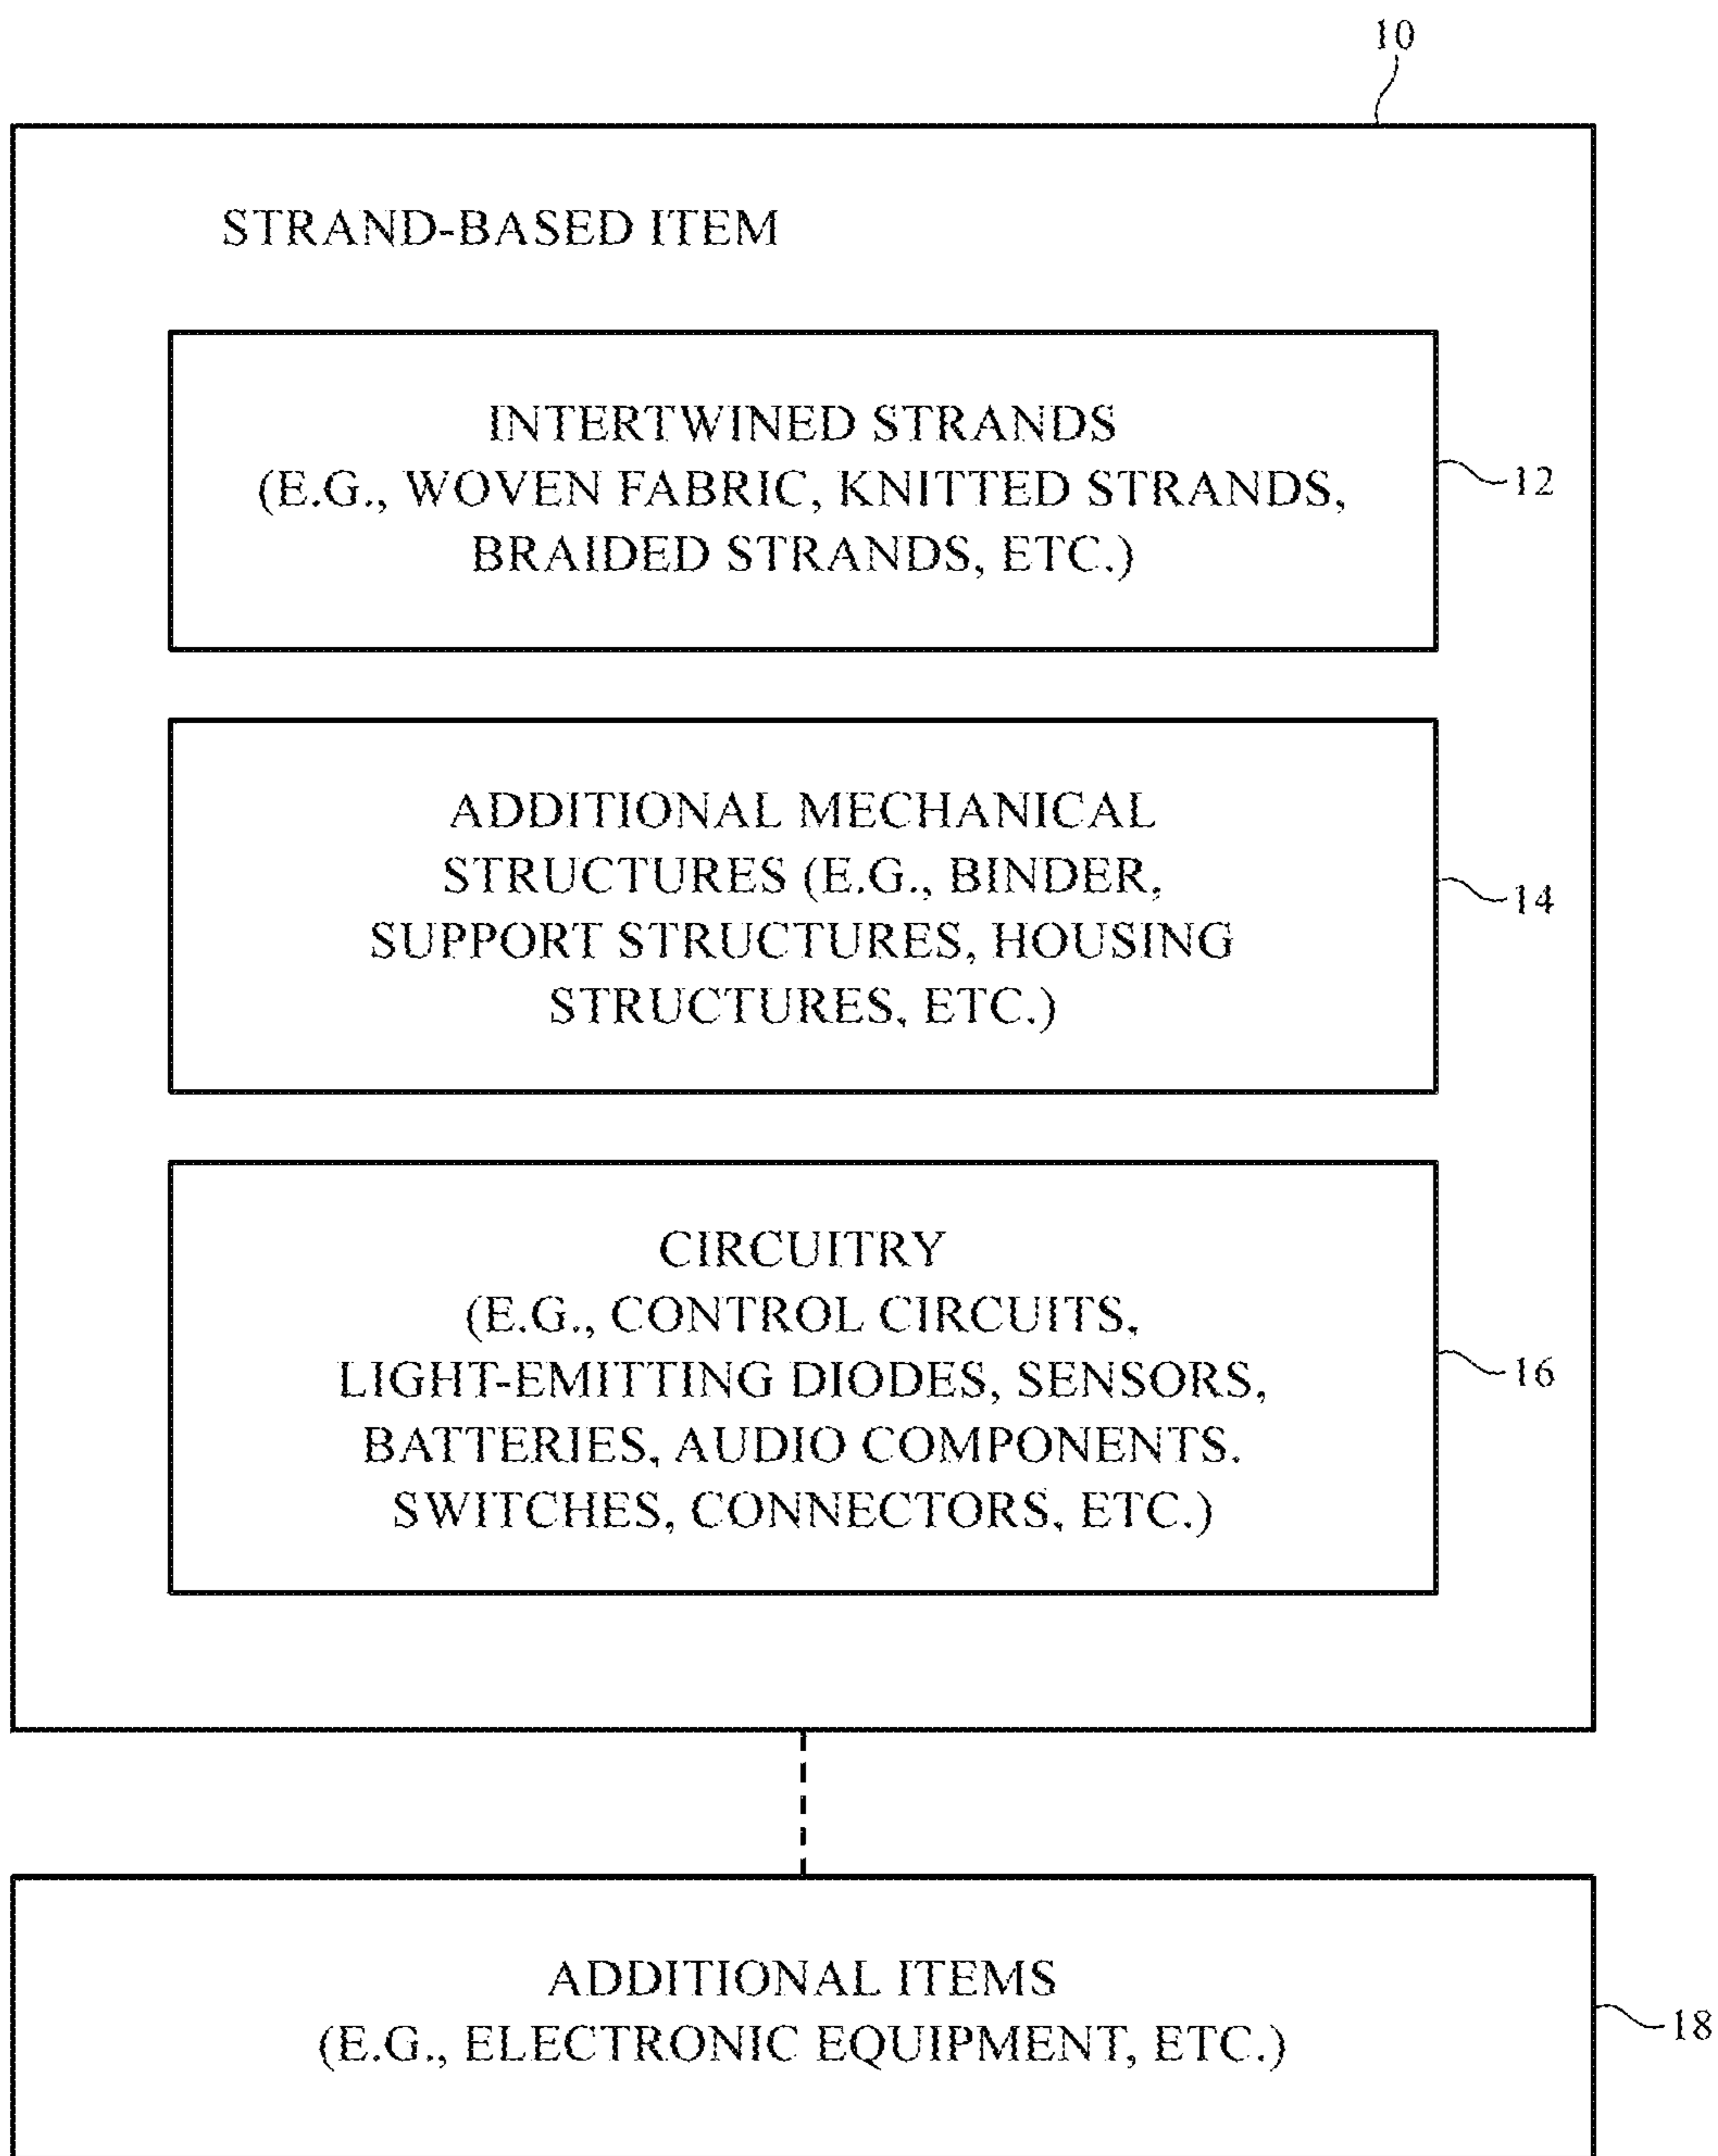 10
STRAND-BASED ITEM
INTERTWINED STRANDS
(E.G., WOVEN FABRIC, KNITTED STRANDS,
BRAIDED STRANDS, ETC.)
12
ADDITIONAL MECHANICAL
STRUCTURES (E.G., BINDER,
SUPPORT STRUCTURES, HOUSING
STRUCTURES, ETC.)
14
CIRCUITRY
(E.G., CONTROL CIRCUITS,
LIGHT-EMITTING DIODES, SENSORS,
BATTERIES, AUDIO COMPONENTS,
SWITCHES, CONNECTORS, ETC.)
16
ADDITIONAL ITEMS
(E.G., ELECTRONIC EQUIPMENT, ETC.)
18